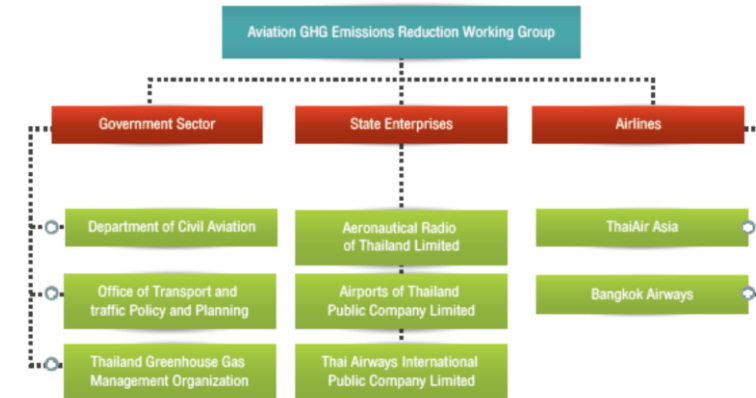 Aviation GHG Emissions Reduction Working Group
Government Sector
State Enterprises
Airlines
Department of Civil Aviation
Aeronautical Radio
of Thailand Limited
ThaiAir Asia
Office of Transport and
traffic Policy and Planning
Airports of Thailand
Public Company Limited
Bangkok Airways
Thailand Greenhouse Gas
Management Organization
Thai Airways International
Public Company Limited